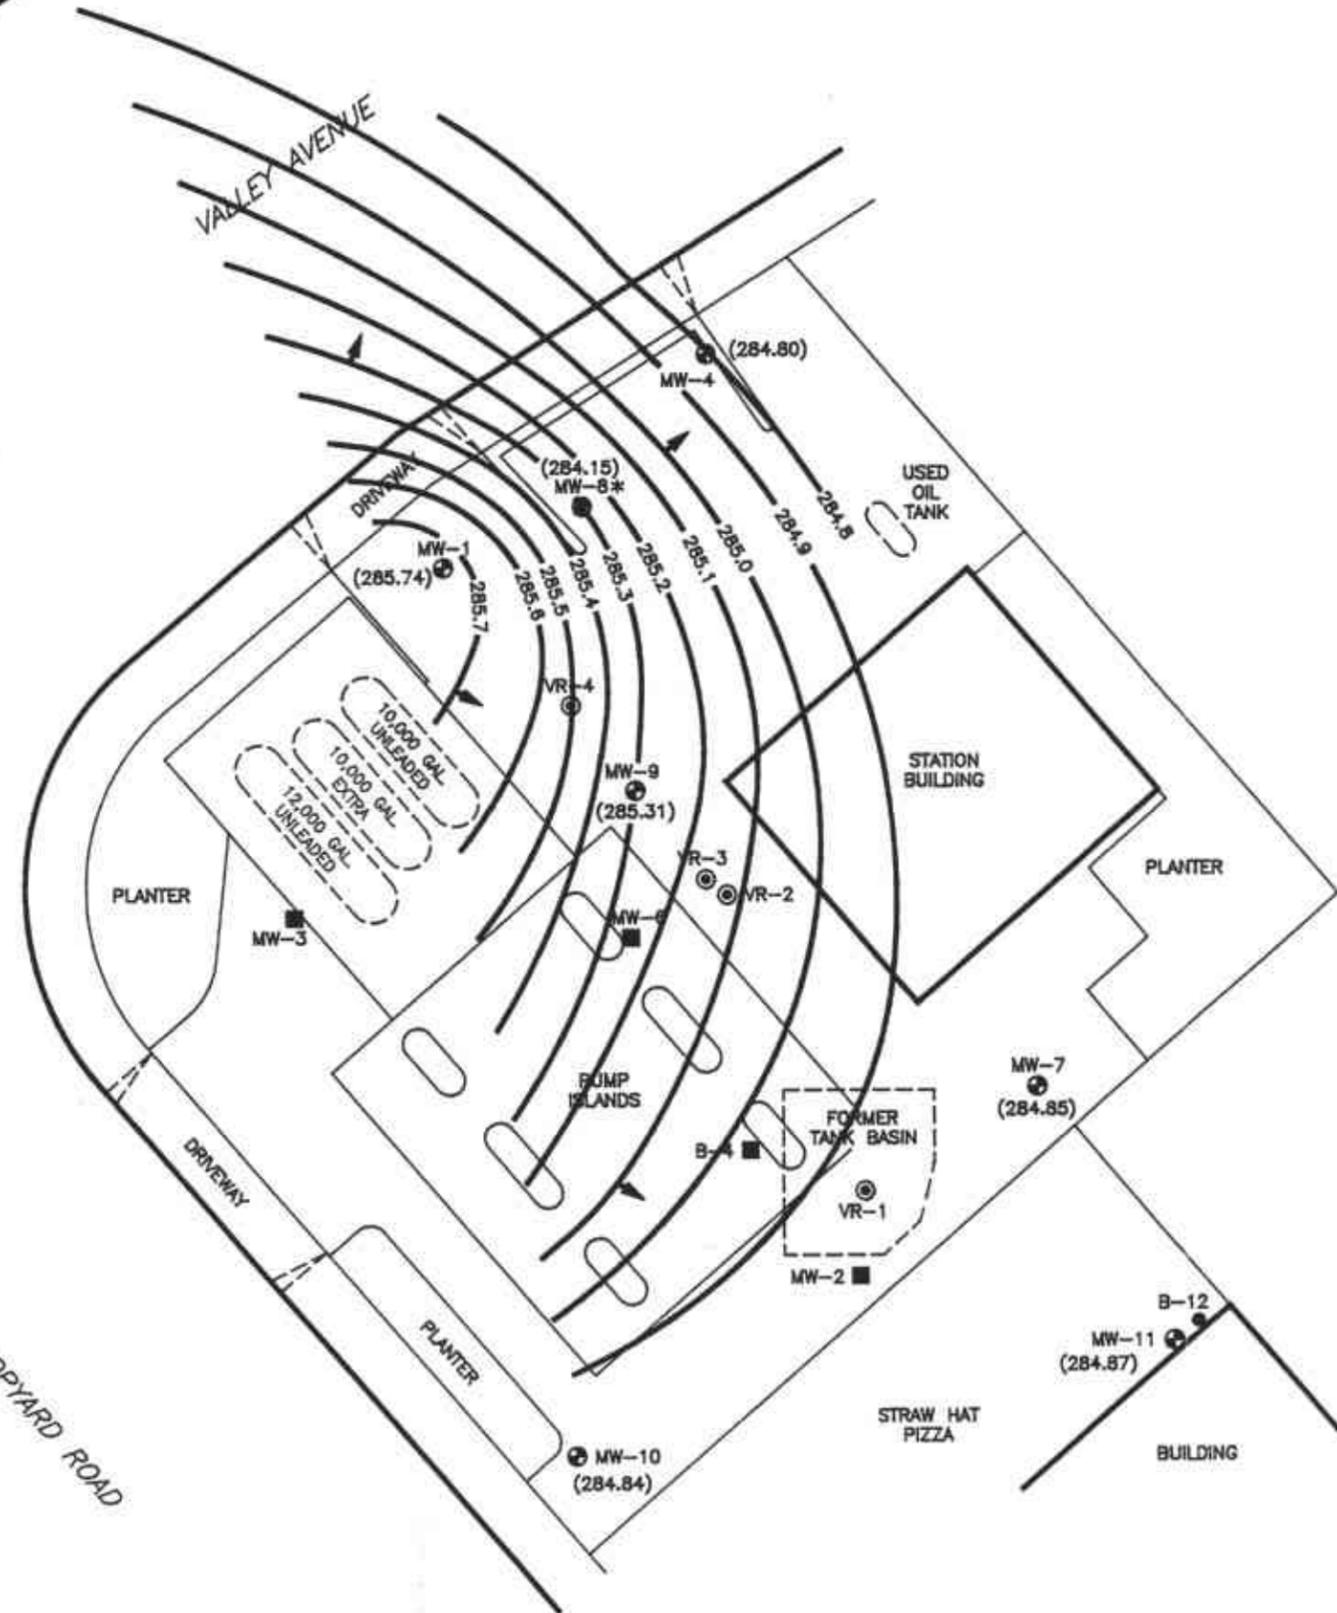 VALLEY AVENUE
(284.80)
MW-4
USED
OIL
TANK
DRIVEWAY
(284.15)
MW-8*
MW-1
(285.74)
285.7
285.6
285.5
285.4
285.3
285.2
285.1
285.0
284.9
284.8
VR-4
10,000 GAL.
UNLEADED
10,000 GAL.
EXTRA
12,000 GAL.
UNLEADED
MW-9
(285.31)
STATION
BUILDING
VR-3
VR-2
PLANTER
PLANTER
MW-3
MW-6
PUMP
ISLANDS
MW-7
(284.85)
FORMER
TANK BASIN
B-4
VR-1
DRIVEWAY
MW-2
B-12
MW-11
(284.87)
PLANTER
STRAW HAT
PIZZA
BUILDING
MW-10
(284.84)
ROAD